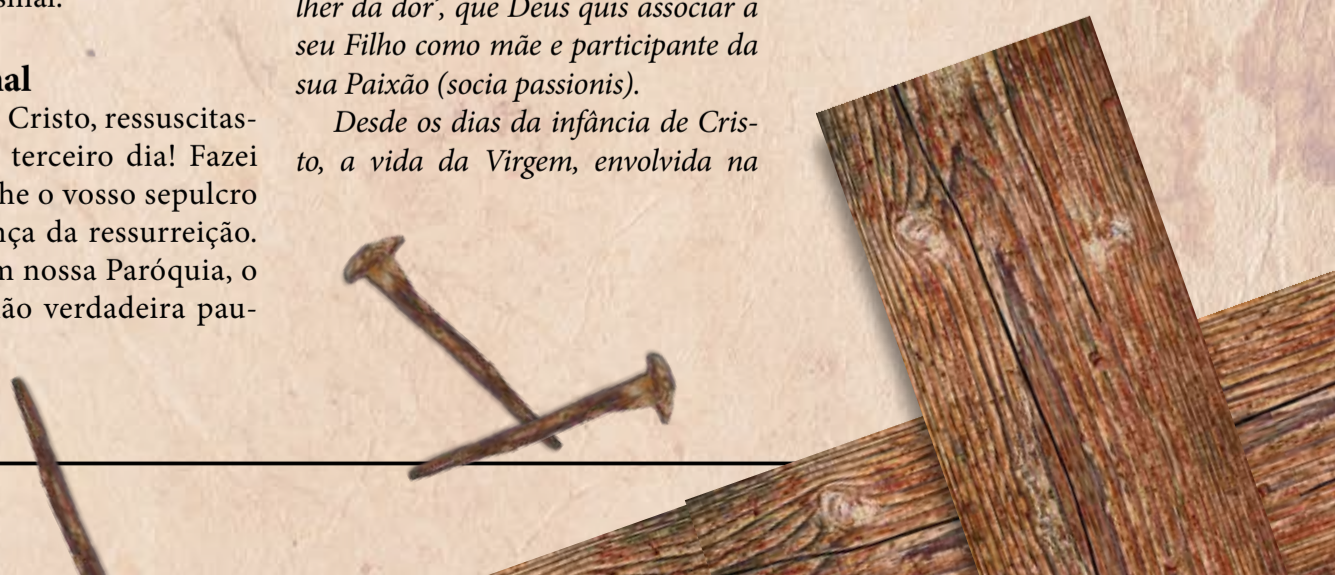 sinal.
nal
Cristo, ressuscitas-
terceiro dia! Fazei
he o vosso sepulcro
nça da ressurreição.
m nossa Paróquia, o
ão verdadeira pau-
lher da dor', que Deus quis associar a
seu Filho como mãe e participante da
sua Paixão (socia passionis).
Desde os dias da infância de Cris-
to, a vida da Virgem, envolvida na